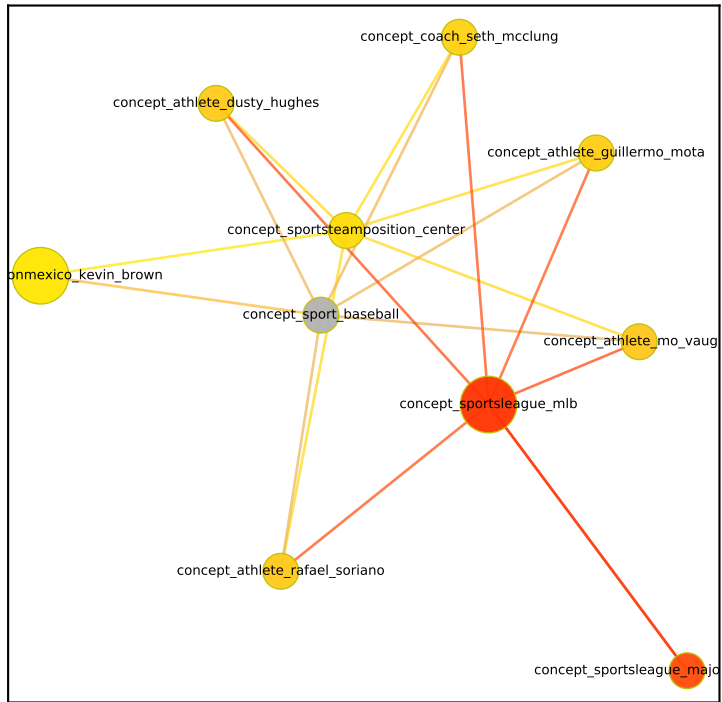 concept_coach_seth_mcclung
concept_athlete_dusty_hughes
concept_athlete_guillermo_mota
concept_sportsteamposition_center
onmexico_kevin_brown
concept_sport_baseball
concept_athlete_mo_vaug
concept_sportsleague_mlb
concept_athlete_rafael_soriano
concept_sportsleague_majo